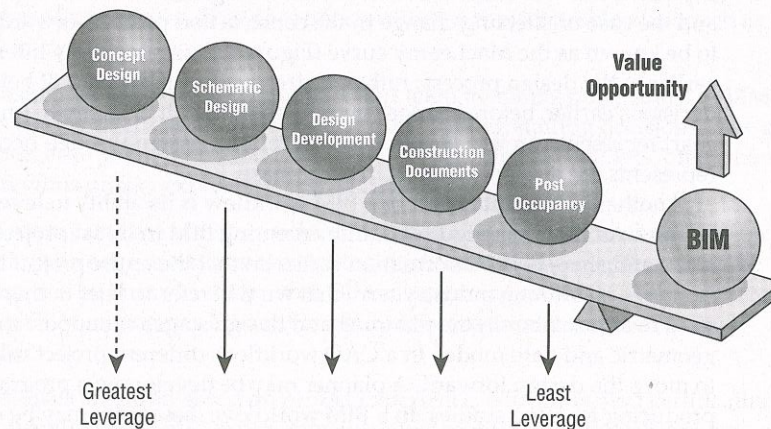 Concept
Design
Schematic
Design
Design
Development
Construction
Documents
Post
Occupancy
Value
Opportunity
BIM
Greatest
Leverage
Least
Leverage